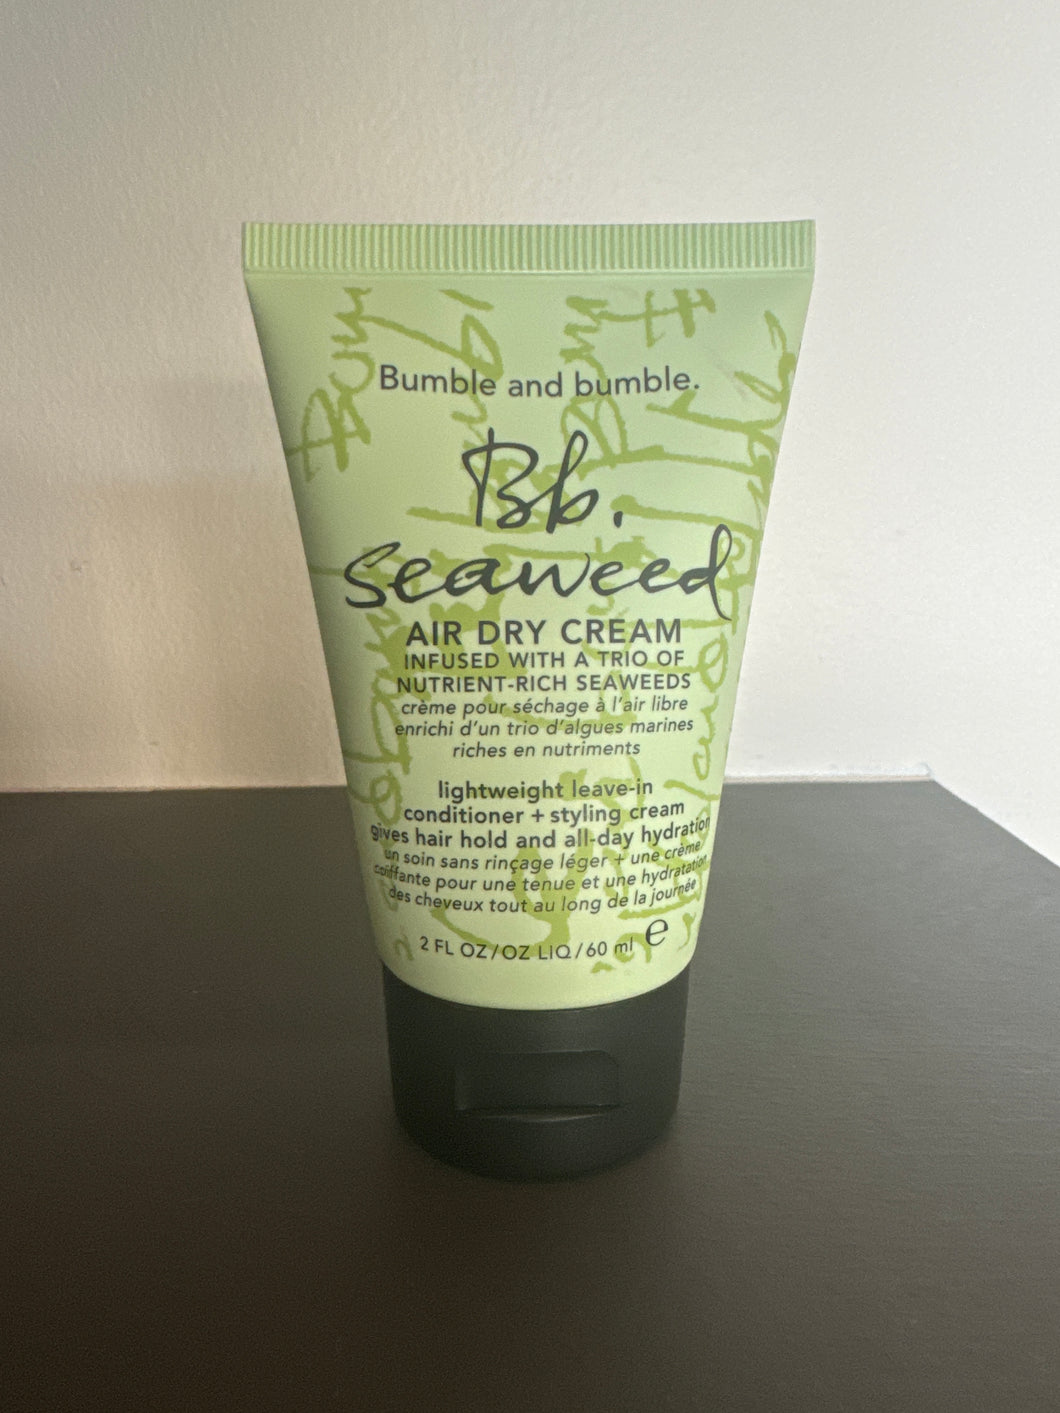 Bumble and bumble.
Bb.
seaweed
AIR DRY CREAM
INFUSED WITH A TRIO OF
NUTRIENT-RICH SEAWEEDS
crème pour séchage à l'air libre
enrichi d'un trio d'algues marines
riches en nutriments
lightweight leave-in
conditioner + styling cream
gives hair hold and all-day hydration
un soin sans rinçage léger + une crème
coiffante pour une tenue et une hydratation
des cheveux tout au long de la journée
2 FL OZ/OZ LIQ/60 ml e